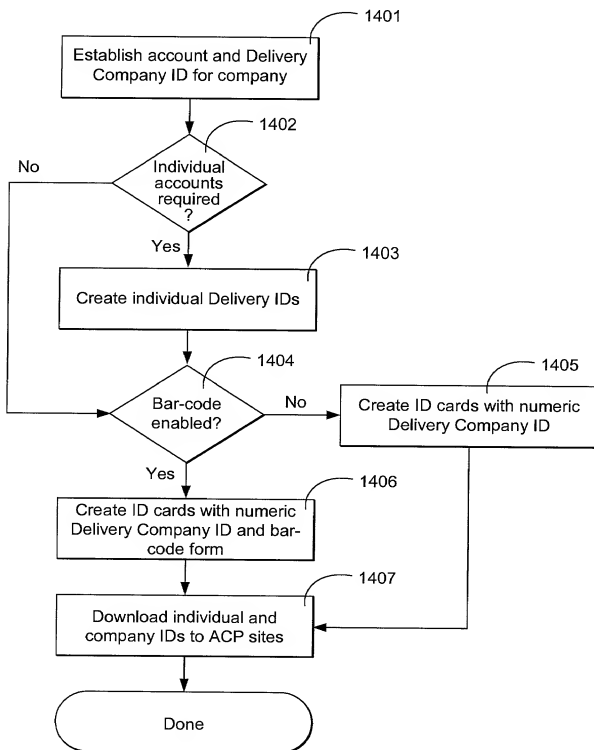 1401
Establish account and Delivery
Company ID for company
1402
No
Individual
accounts
required
?
Yes
1403
Create individual Delivery IDs
1404
1405
Bar-code
enabled?
No
Create ID cards with numeric
Delivery Company ID
Yes
1406
Create ID cards with numeric
Delivery Company ID and bar-
code form
1407
Download individual and
company IDs to ACP sites
Done